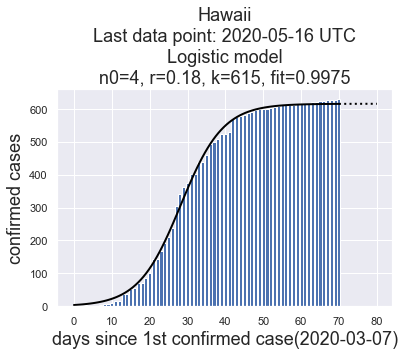 Hawaii
Last data point: 2020-05-16 UTC
Logistic model
n0=4, r=0.18, k=615, fit=0.9975
confirmed cases
600
500
400
300
200
100
0
0 10 20 30 40 50 60 70 80
days since 1st confirmed case(2020-03-07)